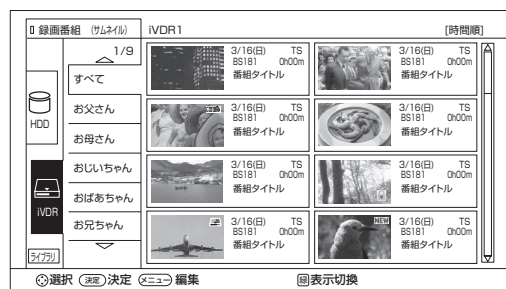 録画番組 (サムネイル) iVDR1 [時間順]
1/9
すべて
お父さん
お母さん
おじいちゃん
おばあちゃん
お兄ちゃん
HDD
iVDR
ライブラリ
3/16(日) TS
BS181 0h00m
番組タイトル
3/16(日) TS
BS181 0h00m
番組タイトル
3/16(日) TS
BS181 0h00m
番組タイトル
3/16(日) TS
BS181 0h00m
番組タイトル
3/16(日) TS
BS181 0h00m
番組タイトル
3/16(日) TS
BS181 0h00m
番組タイトル
3/16(日) TS
BS181 0h00m
番組タイトル
NEW
3/16(日) TS
BS181 0h00m
番組タイトル
選択 決定 決定 メニュー 編集 緑 表示切換